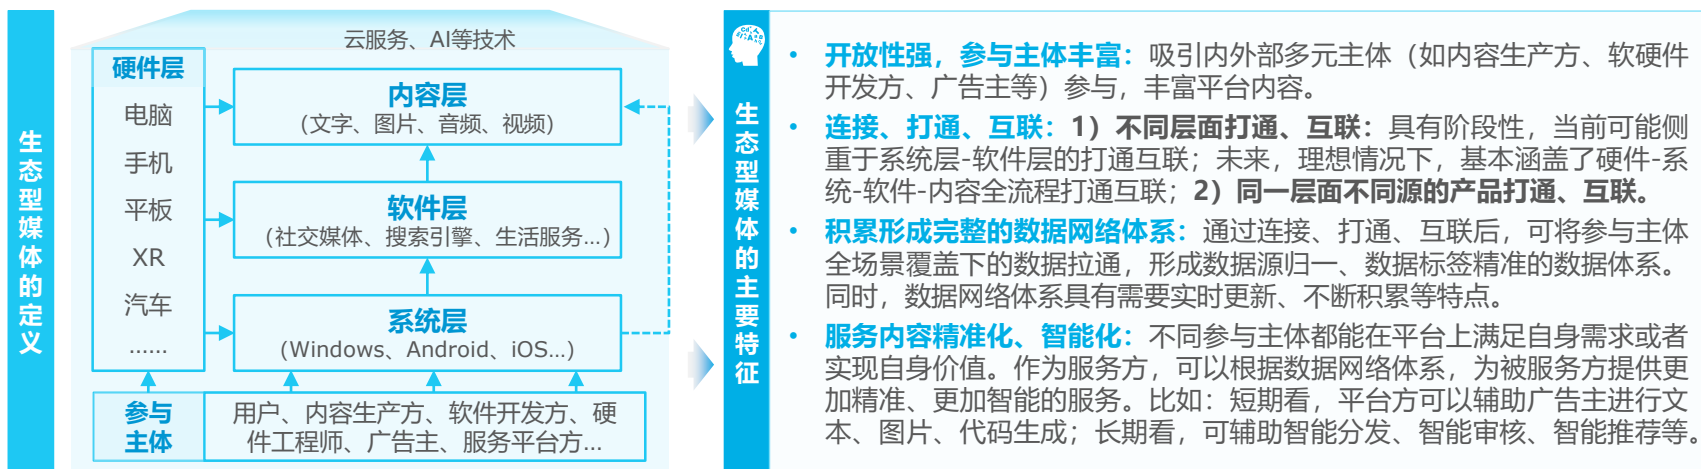 生态型媒体的定义
云服务、AI等技术
硬件层
电脑
手机
平板
XR
汽车
......
内容层
(文字、图片、音频、视频)
软件层
(社交媒体、搜索引擎、生活服务...)
系统层
(Windows、Android、iOS...)
参与
主体
用户、内容生产方、软件开发方、硬
件工程师、广告主、服务平台方...
生态型媒体的主要特征
• 开放性强，参与主体丰富：吸引内外部多元主体（如内容生产方、软硬件
开发方、广告主等）参与，丰富平台内容。
• 连接、打通、互联：1）不同层面打通、互联：具有阶段性，当前可能侧
重于系统层-软件层的打通互联；未来，理想情况下，基本涵盖了硬件-系
统-软件-内容全流程打通互联；2）同一层面不同源的产品打通、互联。
• 积累形成完整的数据网络体系：通过连接、打通、互联后，可将参与主体
全场景覆盖下的数据拉通，形成数据源归一、数据标签精准的数据体系。
同时，数据网络体系具有需要实时更新、不断积累等特点。
• 服务内容精准化、智能化：不同参与主体都能在平台上满足自身需求或者
实现自身价值。作为服务方，可以根据数据网络体系，为被服务方提供更
加精准、更加智能的服务。比如：短期看，平台方可以辅助广告主进行文
本、图片、代码生成；长期看，可辅助智能分发、智能审核、智能推荐等。